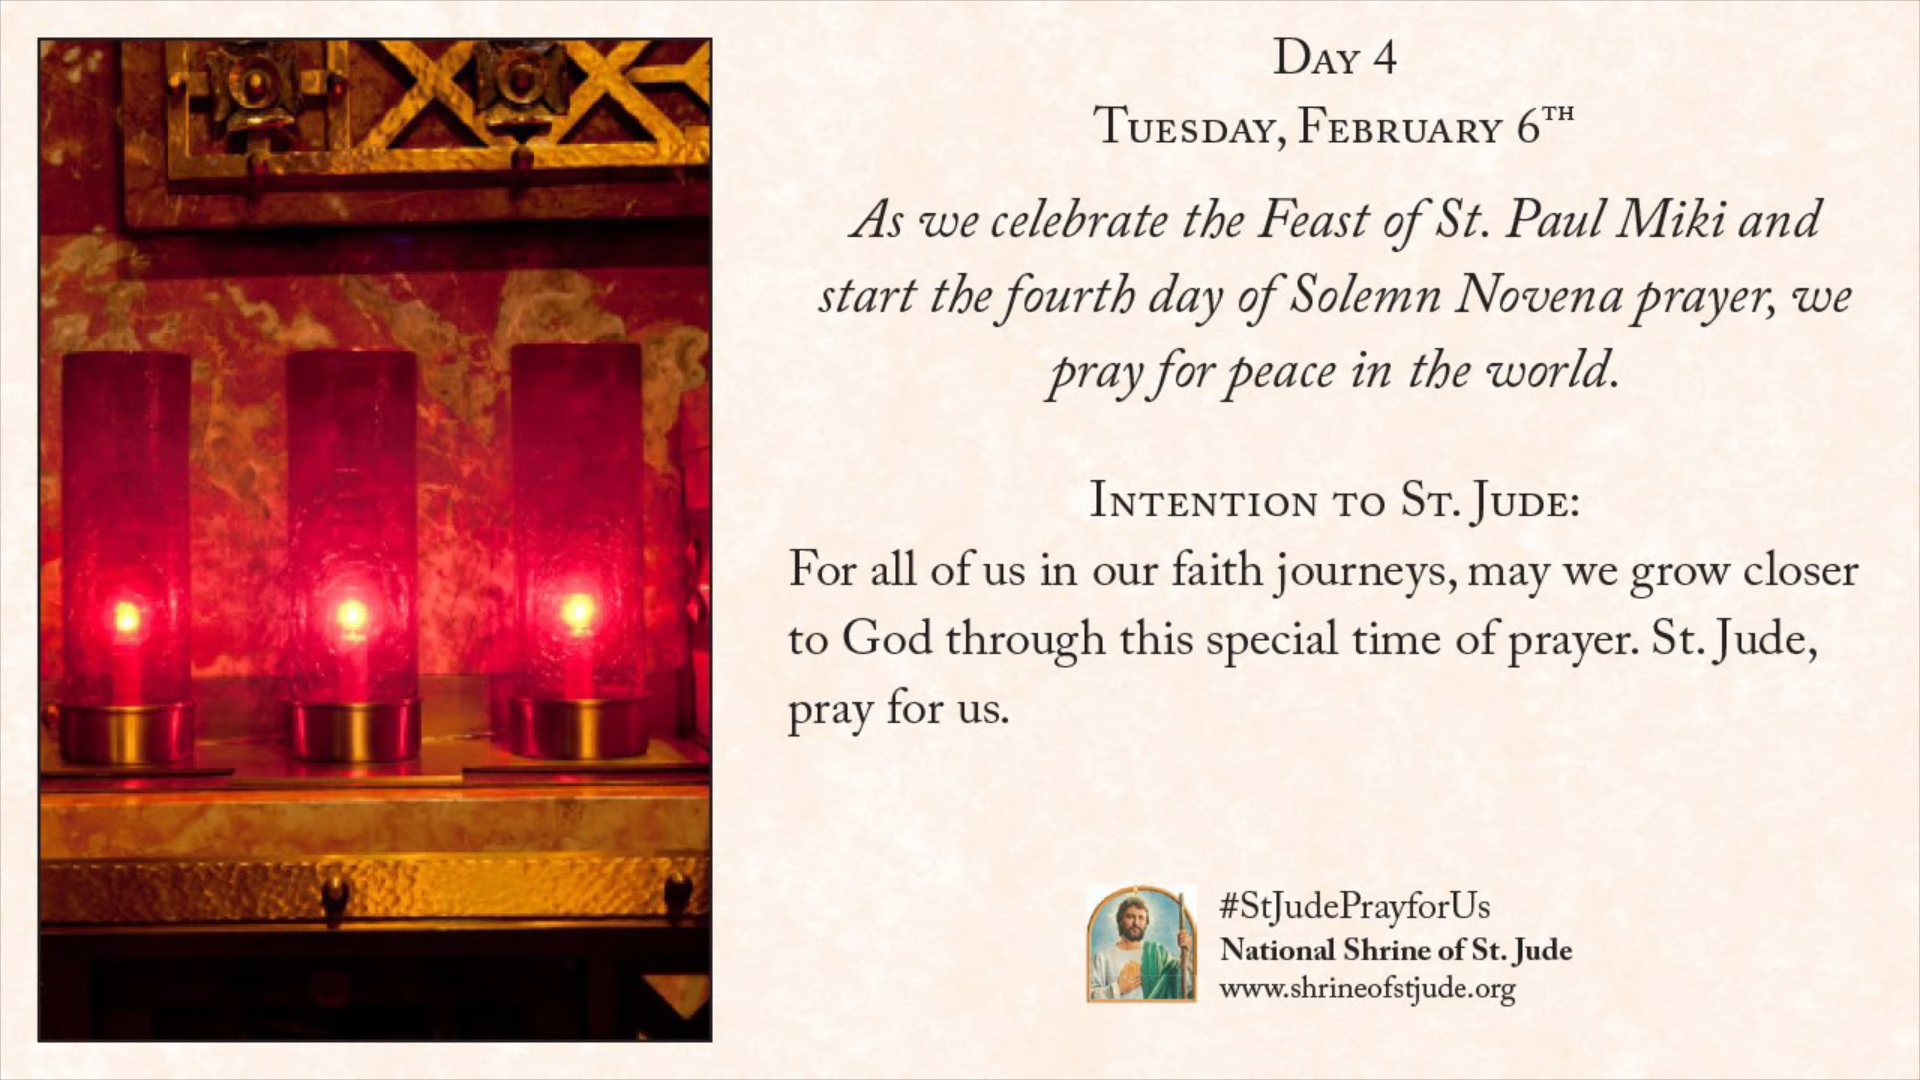 Day 4
Tuesday, February 6TH
As we celebrate the Feast of St. Paul Miki and
start the fourth day of Solemn Novena prayer, we
pray for peace in the world.
Intention to St. Jude:
For all of us in our faith journeys, may we grow closer
to God through this special time of prayer. St. Jude,
pray for us.
#StJudePrayforUs
National Shrine of St. Jude
www.shrineofstjude.org